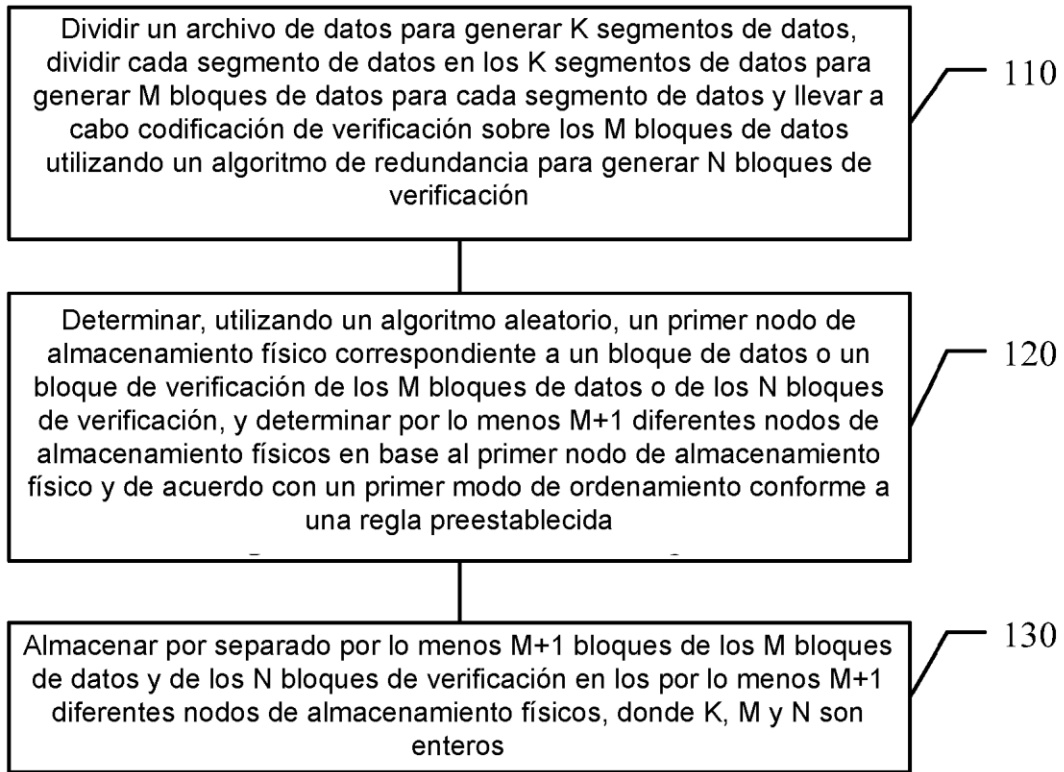 Dividir un archivo de datos para generar K segmentos de datos,
dividir cada segmento de datos en los K segmentos de datos para
generar M bloques de datos para cada segmento de datos y llevar a
cabo codificación de verificación sobre los M bloques de datos
utilizando un algoritmo de redundancia para generar N bloques de
verificación
110
Determinar, utilizando un algoritmo aleatorio, un primer nodo de
almacenamiento físico correspondiente a un bloque de datos o un
bloque de verificación de los M bloques de datos o de los N bloques
de verificación, y determinar por lo menos M+1 diferentes nodos de
almacenamiento físicos en base al primer nodo de almacenamiento
físico y de acuerdo con un primer modo de ordenamiento conforme a
una regla preestablecida
120
Almacenar por separado por lo menos M+1 bloques de los M bloques
de datos y de los N bloques de verificación en los por lo menos M+1
diferentes nodos de almacenamiento físicos, donde K, M y N son
enteros
130